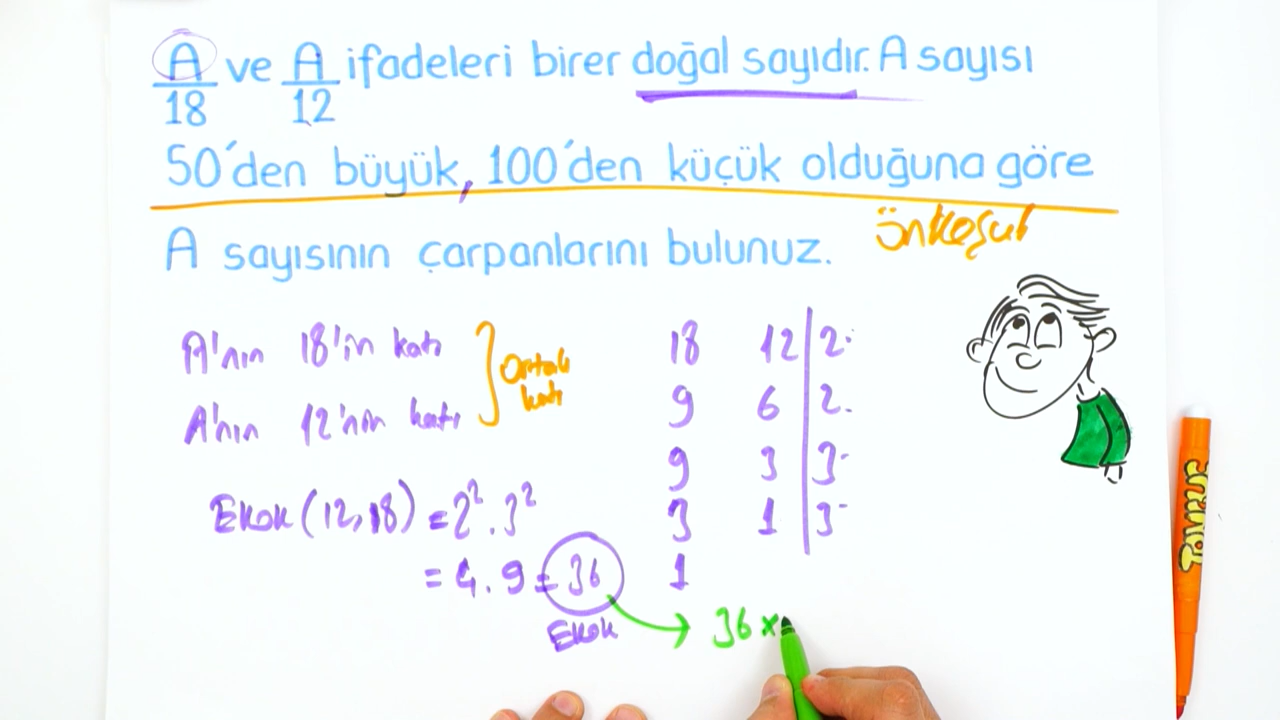 A/18 ve A/12 ifadeleri birer doğal sayıdır. A sayısı
50'den büyük, 100'den küçük olduğuna göre
önkoşul
A sayısının çarpanlarını bulunuz.
A'nın 18'in katı
A'nın 12'nin katı
Ortak
katı
Ekok (12,18) = 2² . 3²
= 4 . 9 = 36
Ekok
18 12 | 2
9 6 | 2
9 3 | 3
3 1 | 3
1
→ 36 x